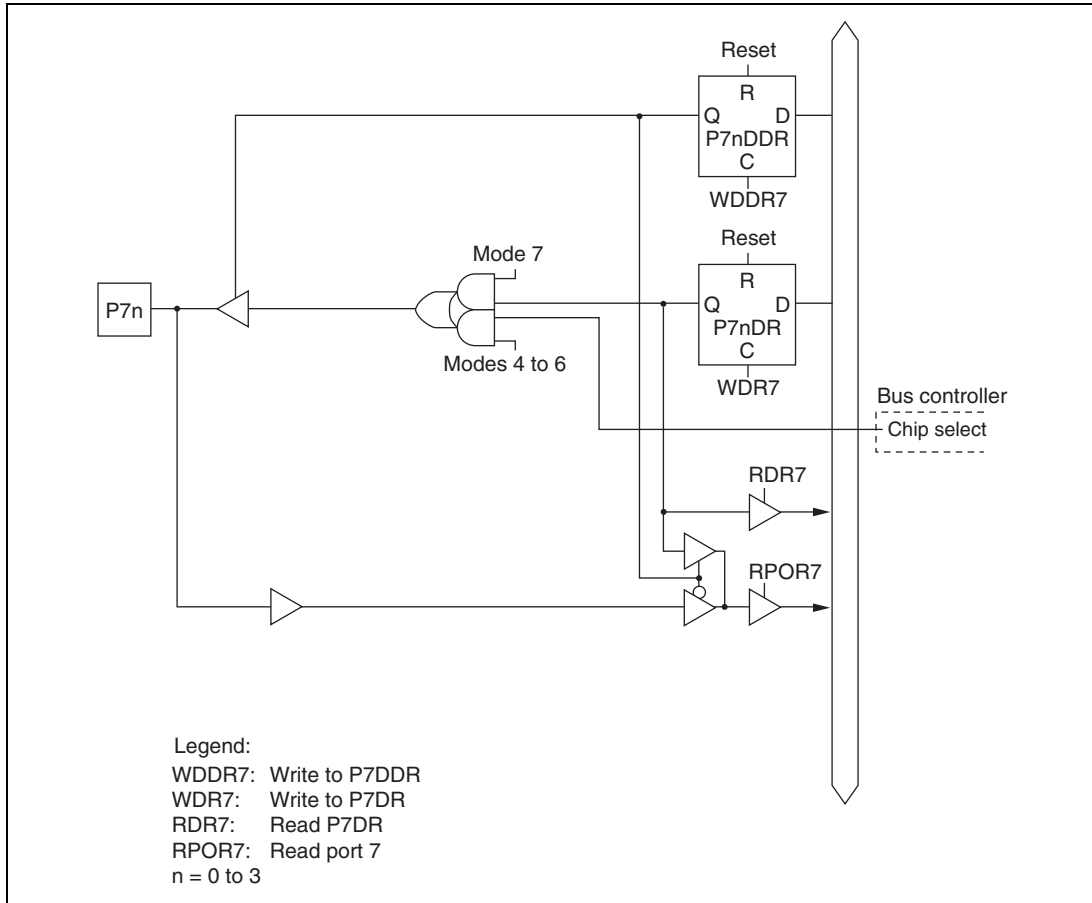 Reset
R
Q D
P7nDDR
C
WDDR7
Reset
Mode 7
R
P7n
Q D
P7nDR
C
Modes 4 to 6
WDR7
Bus controller
Chip select
RDR7
RPOR7
Legend:
WDDR7: Write to P7DDR
WDR7: Write to P7DR
RDR7: Read P7DR
RPOR7: Read port 7
n = 0 to 3